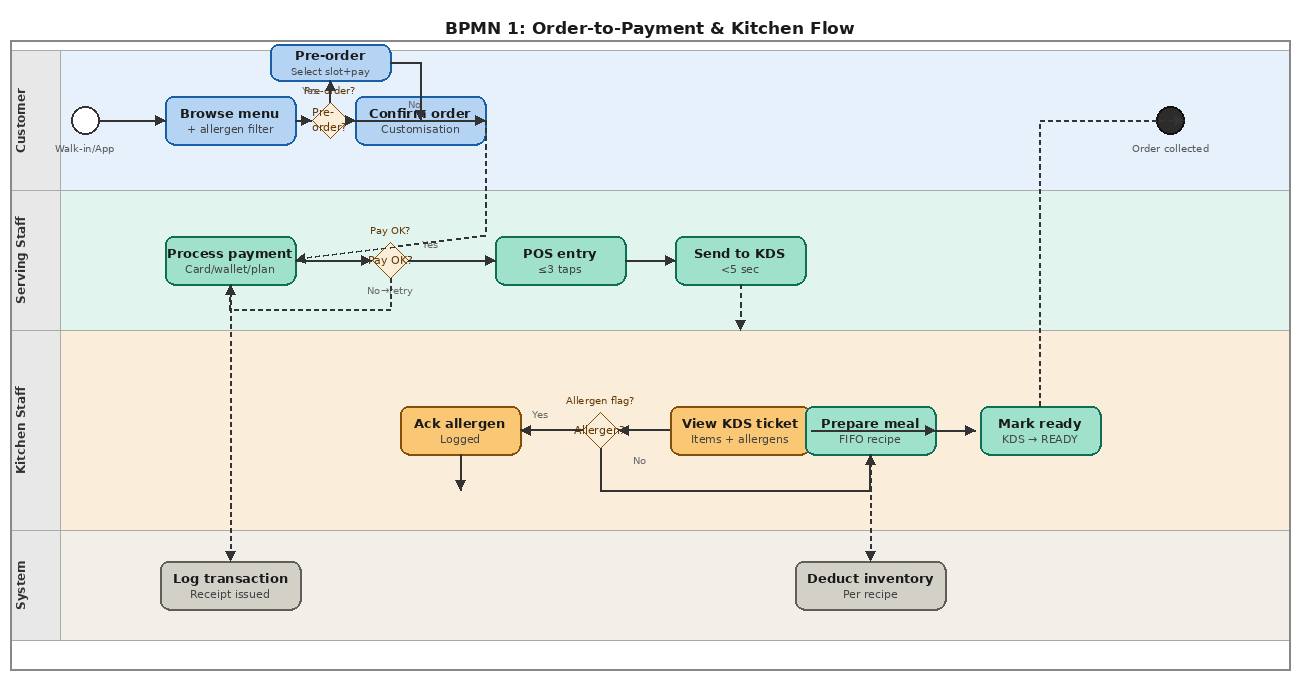 BPMN 1: Order-to-Payment & Kitchen Flow
Customer
Pre-order
Select slot+pay
Yes
Pre-order?
No
Browse menu
+ allergen filter
Pre-
order?
Confirm order
Customisation
Walk-in/App
Order collected
Serving Staff
Pay OK?
Yes
Process payment
Card/wallet/plan
Pay OK?
POS entry
≤3 taps
Send to KDS
<5 sec
No→retry
Kitchen Staff
Allergen flag?
Yes
Ack allergen
Logged
Allergen?
View KDS ticket
Items + allergens
Prepare meal
FIFO recipe
Mark ready
KDS → READY
No
System
Log transaction
Receipt issued
Deduct inventory
Per recipe